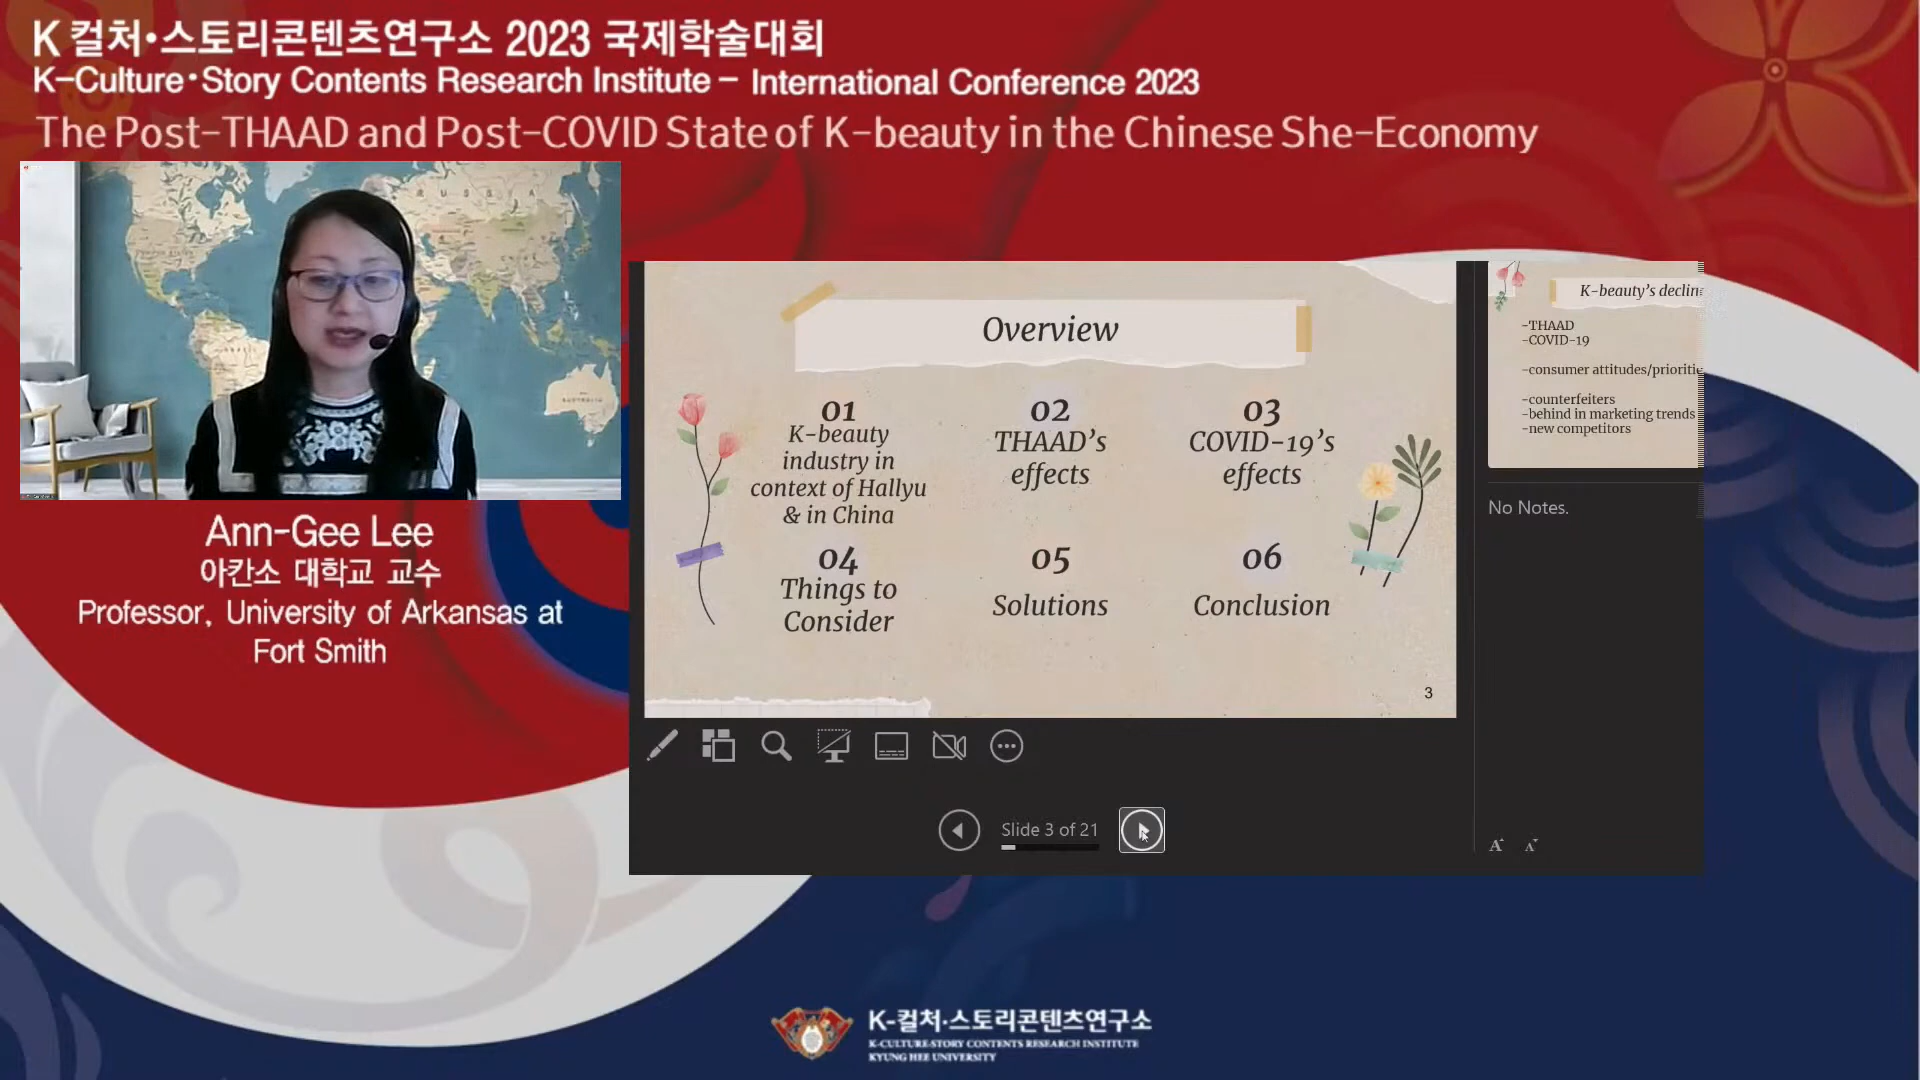 K 컬처•스토리콘텐츠연구소 2023 국제학술대회
K-Culture•Story Contents Research Institute - International Conference 2023
The Post-THAAD and Post-COVID State of K-beauty in the Chinese She-Economy
RUSSIA
Ann-Gee Lee
아칸소 대학교 교수
Professor, University of Arkansas at
Fort Smith
Overview
01
K-beauty
industry in
context of Hallyu
& in China
02
THAAD's
effects
03
COVID-19's
effects
04
Things to
Consider
05
Solutions
06
Conclusion
3
Slide 3 of 21
K-beauty's declin
-THAAD
-COVID-19
-consumer attitudes/prioriti
-counterfeiters
-behind in marketing trends
-new competitors
No Notes.
A A
K-컬처·스토리콘텐츠연구소
K-CULTURE·STORY CONTENTS RESEARCH INSTITUTE
KYUNG HEE UNIVERSITY